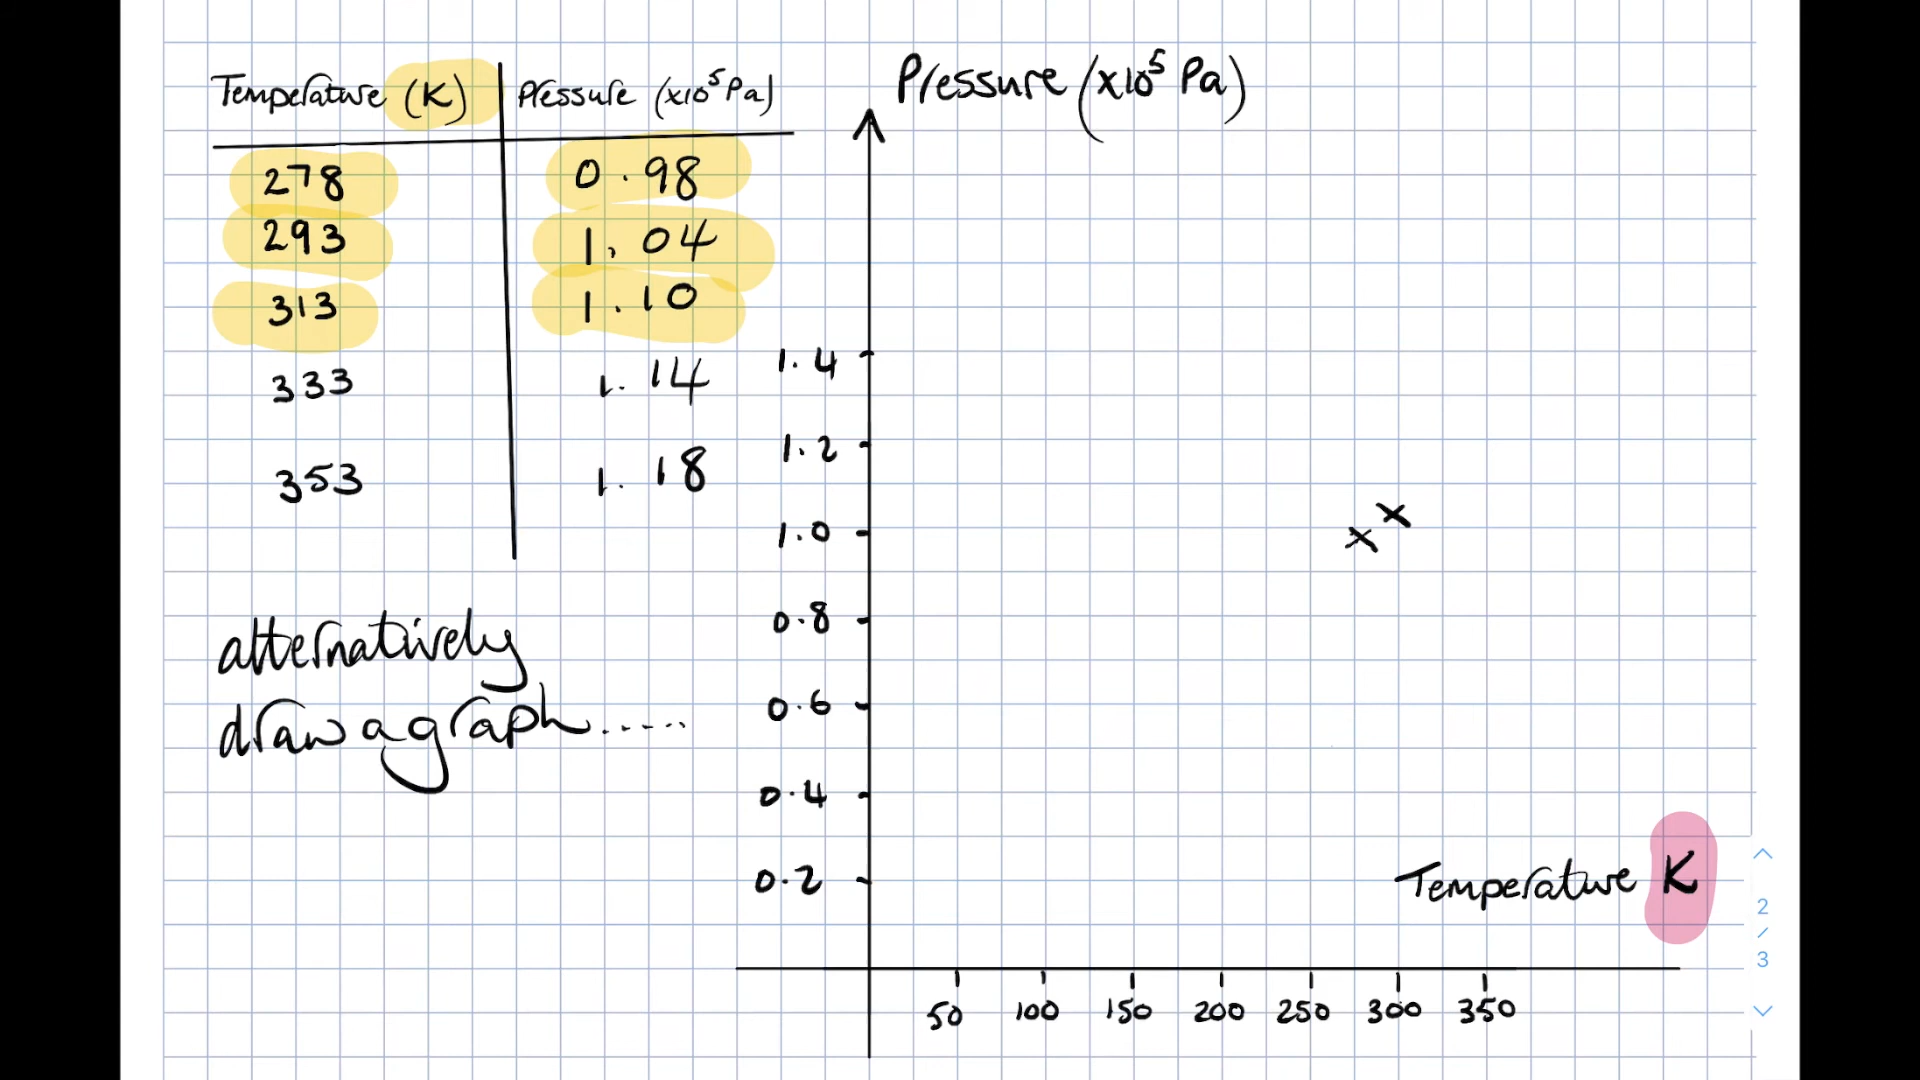 Temperature (K) Pressure (x10⁵ Pa)
278 0.98
293 1.04
313 1.10
333 1.14
353 1.18
alternatively
draw a graph.....
Pressure (x10⁵ Pa)
1.4
1.2
1.0
0.8
0.6
0.4
0.2
Temperature K
50 100 150 200 250 300 350
2
/
3